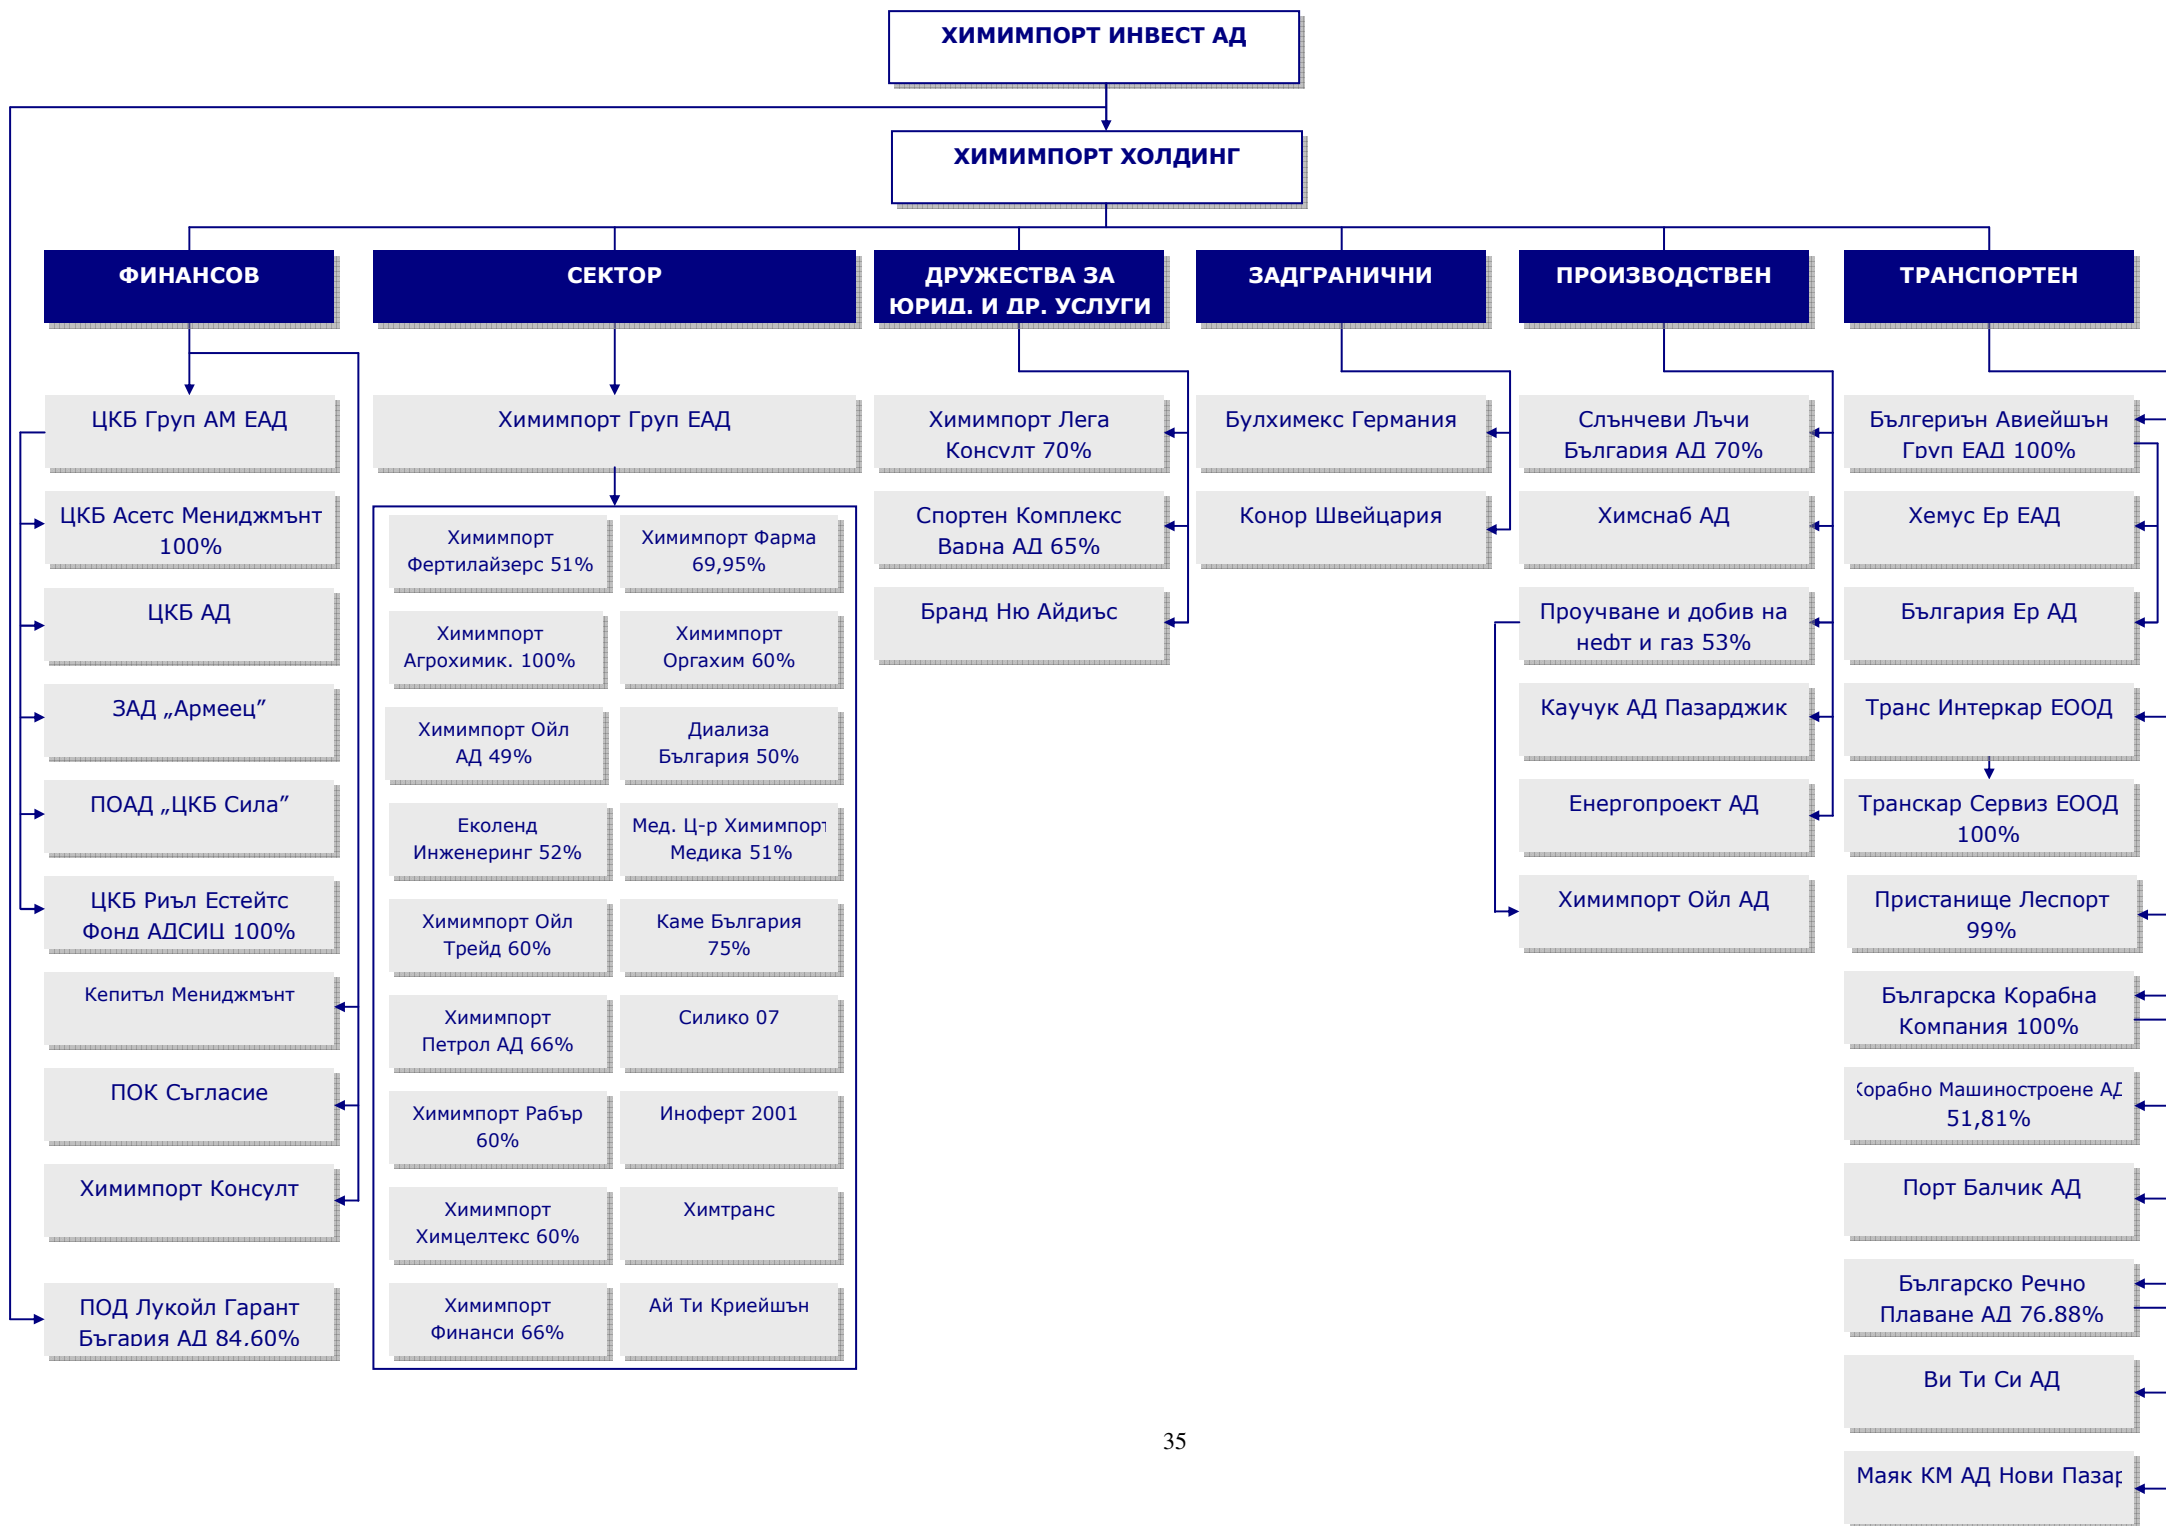 ХИМИМПОРТ ИНВЕСТ АД
ХИМИМПОРТ ХОЛДИНГ
ФИНАНСОВ
СЕКТОР
ДРУЖЕСТВА ЗА
ЮРИД. И ДР. УСЛУГИ
ЗАДГРАНИЧНИ
ПРОИЗВОДСТВЕН
ТРАНСПОРТЕН
ЦКБ Груп АМ ЕАД
ЦКБ Асетс Мениджмънт
100%
ЦКБ АД
ЗАД „Армеец”
ПОАД „ЦКБ Сила”
ЦКБ Риъл Естейтс
Фонд АДСИЦ 100%
Кепитъл Мениджмънт
ПОК Съгласие
Химимпорт Консулт
ПОД Лукойл Гарант
Бъгария АД 84.60%
Химимпорт Груп ЕАД
Химимпорт
Фертилайзерс 51%
Химимпорт Фарма
69,95%
Химимпорт
Агрохимик. 100%
Химимпорт
Оргахим 60%
Химимпорт Ойл
АД 49%
Диализа
България 50%
Еколенд
Инженеринг 52%
Мед. Ц-р Химимпорт
Медика 51%
Химимпорт Ойл
Трейд 60%
Каме България
75%
Химимпорт
Петрол АД 66%
Силико 07
Химимпорт Рабър
60%
Иноферт 2001
Химимпорт
Химцелтекс 60%
Химтранс
Химимпорт
Финанси 66%
Ай Ти Криейшън
Химимпорт Лега
Консулт 70%
Спортен Комплекс
Варна АД 65%
Бранд Ню Айдиъс
Булхимекс Германия
Конор Швейцария
Слънчеви Лъчи
България АД 70%
Химснаб АД
Проучване и добив на
нефт и газ 53%
Каучук АД Пазарджик
Енергопроект АД
Химимпорт Ойл АД
Бългериън Авиейшън
Груп ЕАД 100%
Хемус Ер ЕАД
България Ер АД
Транс Интеркар ЕООД
Транскар Сервиз ЕООД
100%
Пристанище Леспорт
99%
Българска Корабна
Компания 100%
Корабно Машиностроене АД
51,81%
Порт Балчик АД
Българско Речно
Плаване АД 76.88%
Ви Ти Си АД
Маяк КМ АД Нови Пазар
35